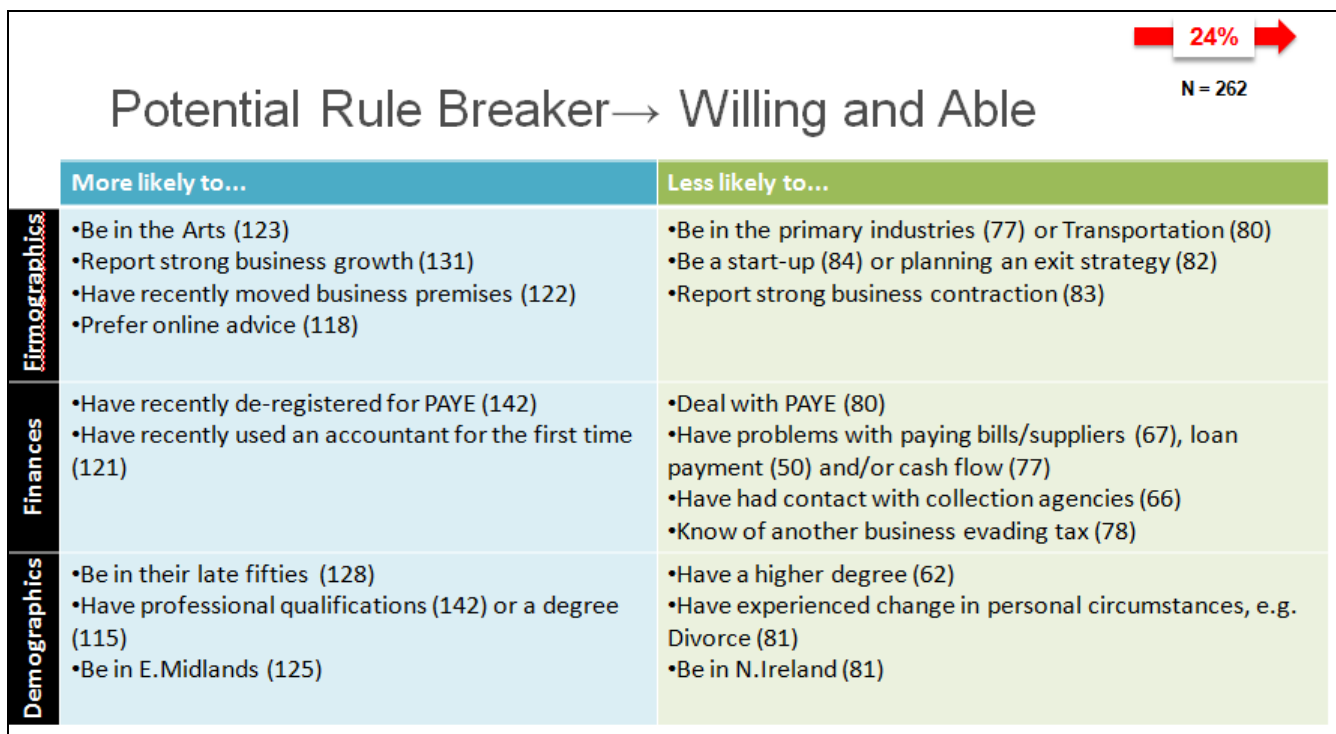 24%
N = 262
Potential Rule Breaker→ Willing and Able
More likely to...
Less likely to...
Firmographics
•Be in the Arts (123)
•Report strong business growth (131)
•Have recently moved business premises (122)
•Prefer online advice (118)
•Be in the primary industries (77) or Transportation (80)
•Be a start-up (84) or planning an exit strategy (82)
•Report strong business contraction (83)
Finances
•Have recently de-registered for PAYE (142)
•Have recently used an accountant for the first time
(121)
•Deal with PAYE (80)
•Have problems with paying bills/suppliers (67), loan
payment (50) and/or cash flow (77)
•Have had contact with collection agencies (66)
•Know of another business evading tax (78)
Demographics
•Be in their late fifties (128)
•Have professional qualifications (142) or a degree
(115)
•Be in E.Midlands (125)
•Have a higher degree (62)
•Have experienced change in personal circumstances, e.g.
Divorce (81)
•Be in N.Ireland (81)